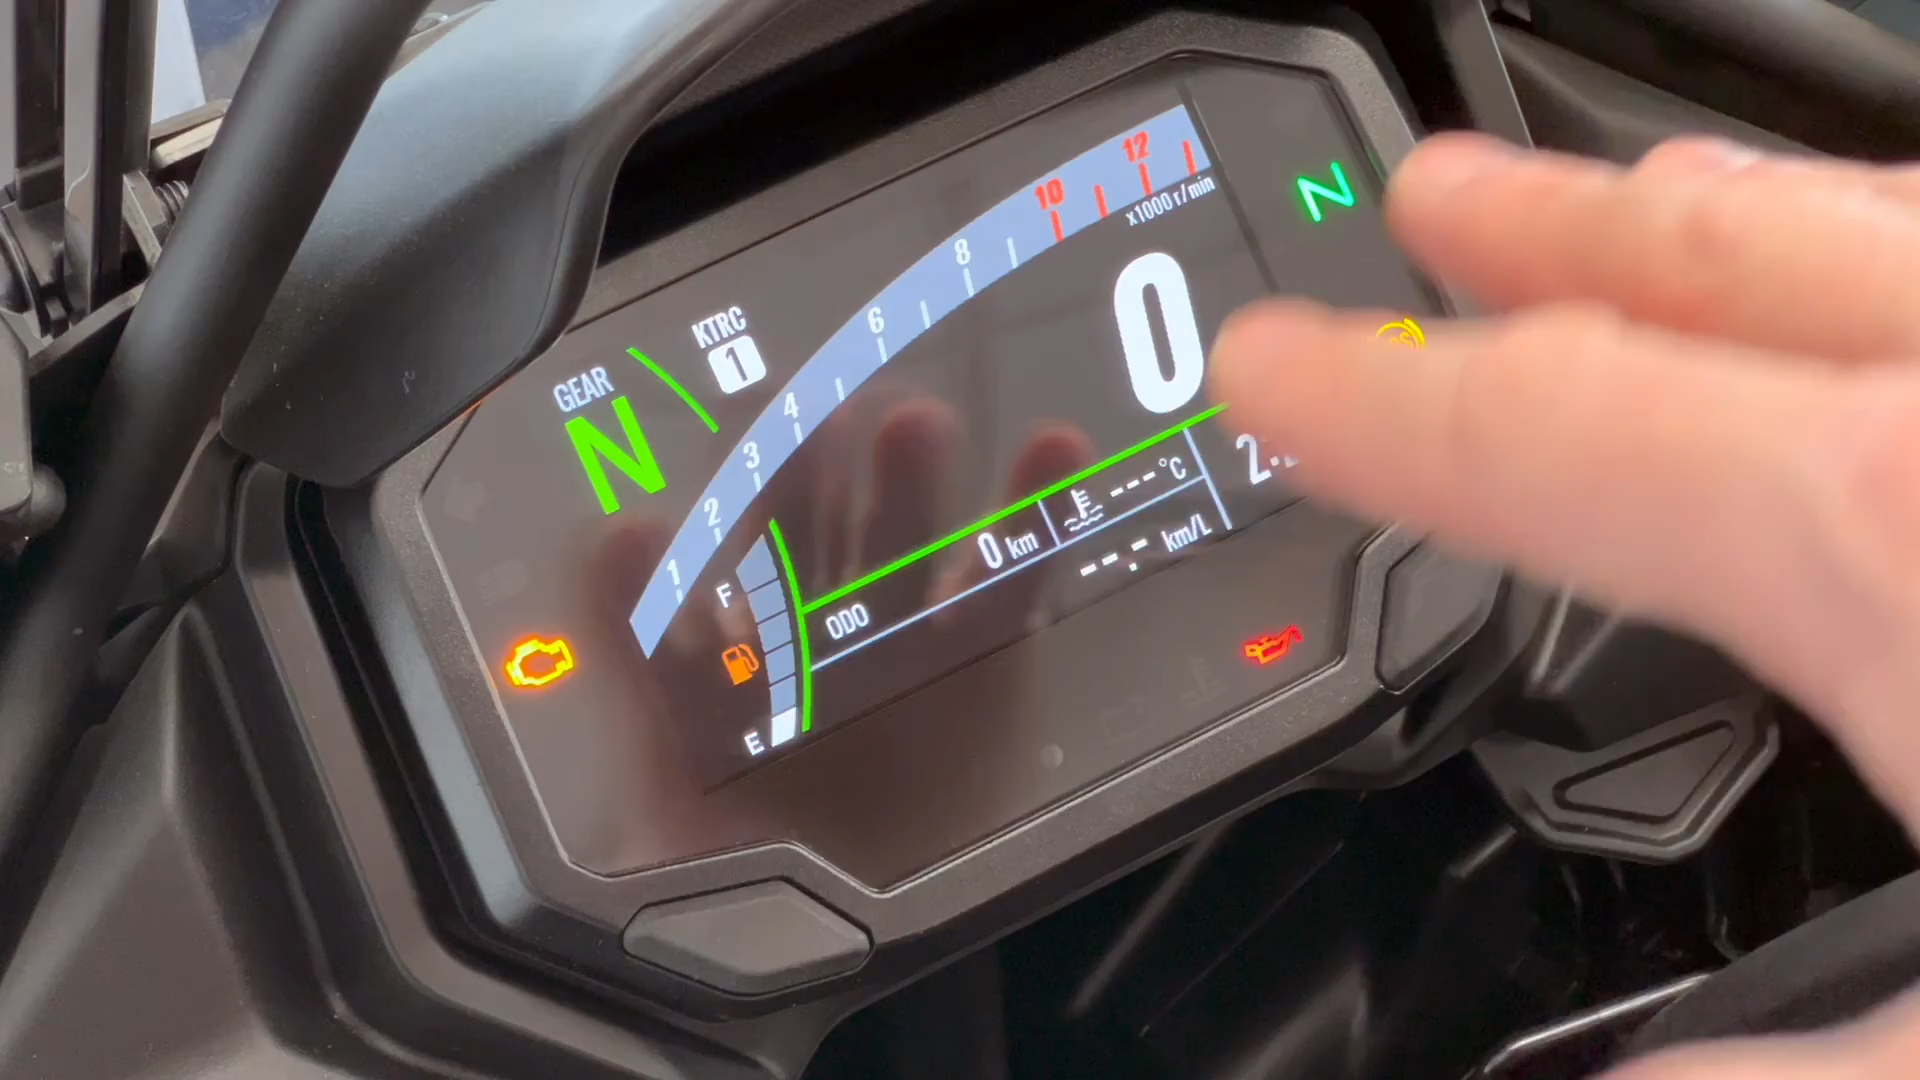 KTRC
1
GEAR
N
1
2
3
4
6
8
10
12
x1000 r/min
N
0
F
E
ODO
0 km
---°C
--.- km/L